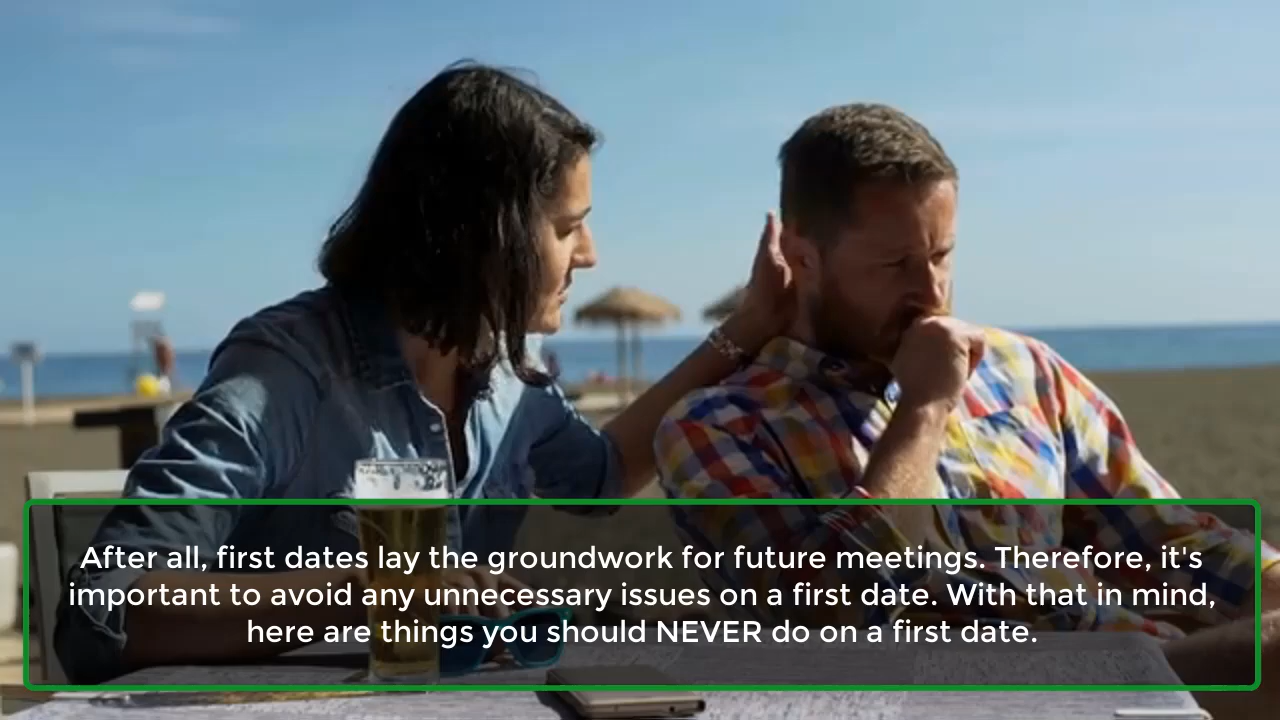 After all, first dates lay the groundwork for future meetings. Therefore, it's
important to avoid any unnecessary issues on a first date. With that in mind,
here are things you should NEVER do on a first date.